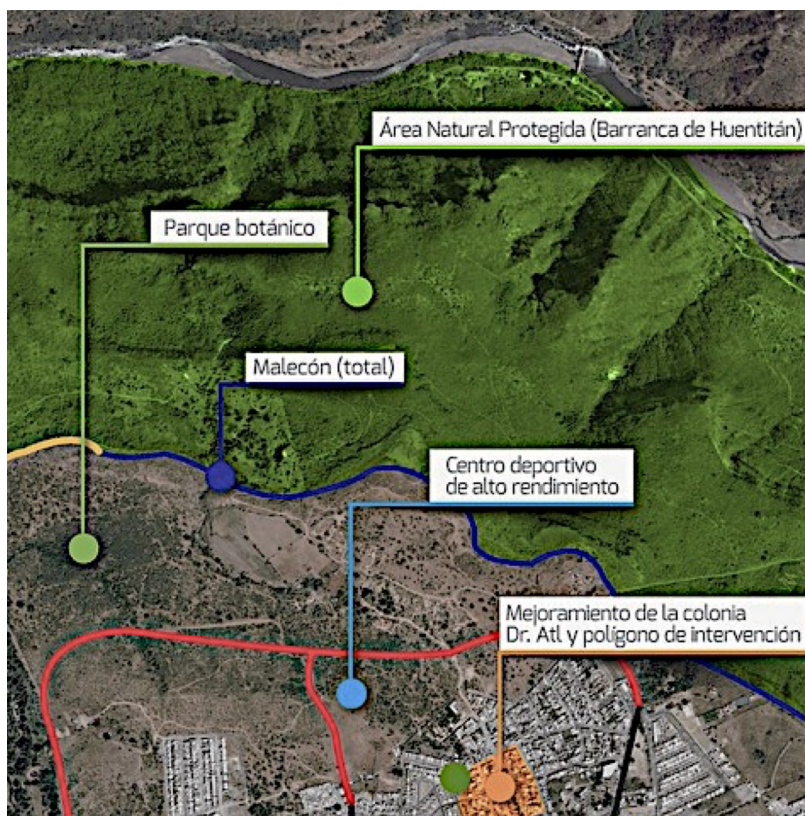 Área Natural Protegida (Barranca de Huentitán)
Parque botánico
Malecón (total)
Centro deportivo
de alto rendimiento
Mejoramiento de la colonia
Dr. Atl y polígono de intervención